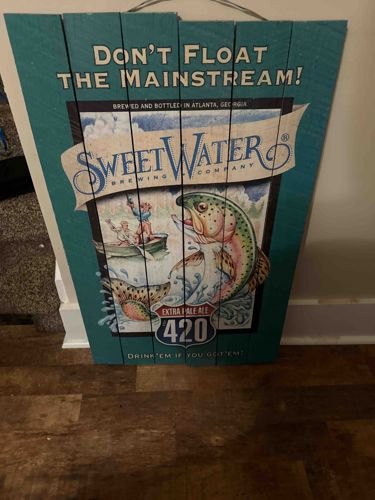 DON'T FLOAT
THE MAINSTREAM!
BREWED AND BOTTLED IN ATLANTA, GEORGIA
SWEETWATER®
BREWING COMPANY
EXTRA PALE ALE
420
DRINK 'EM IF YOU GOT 'EM!